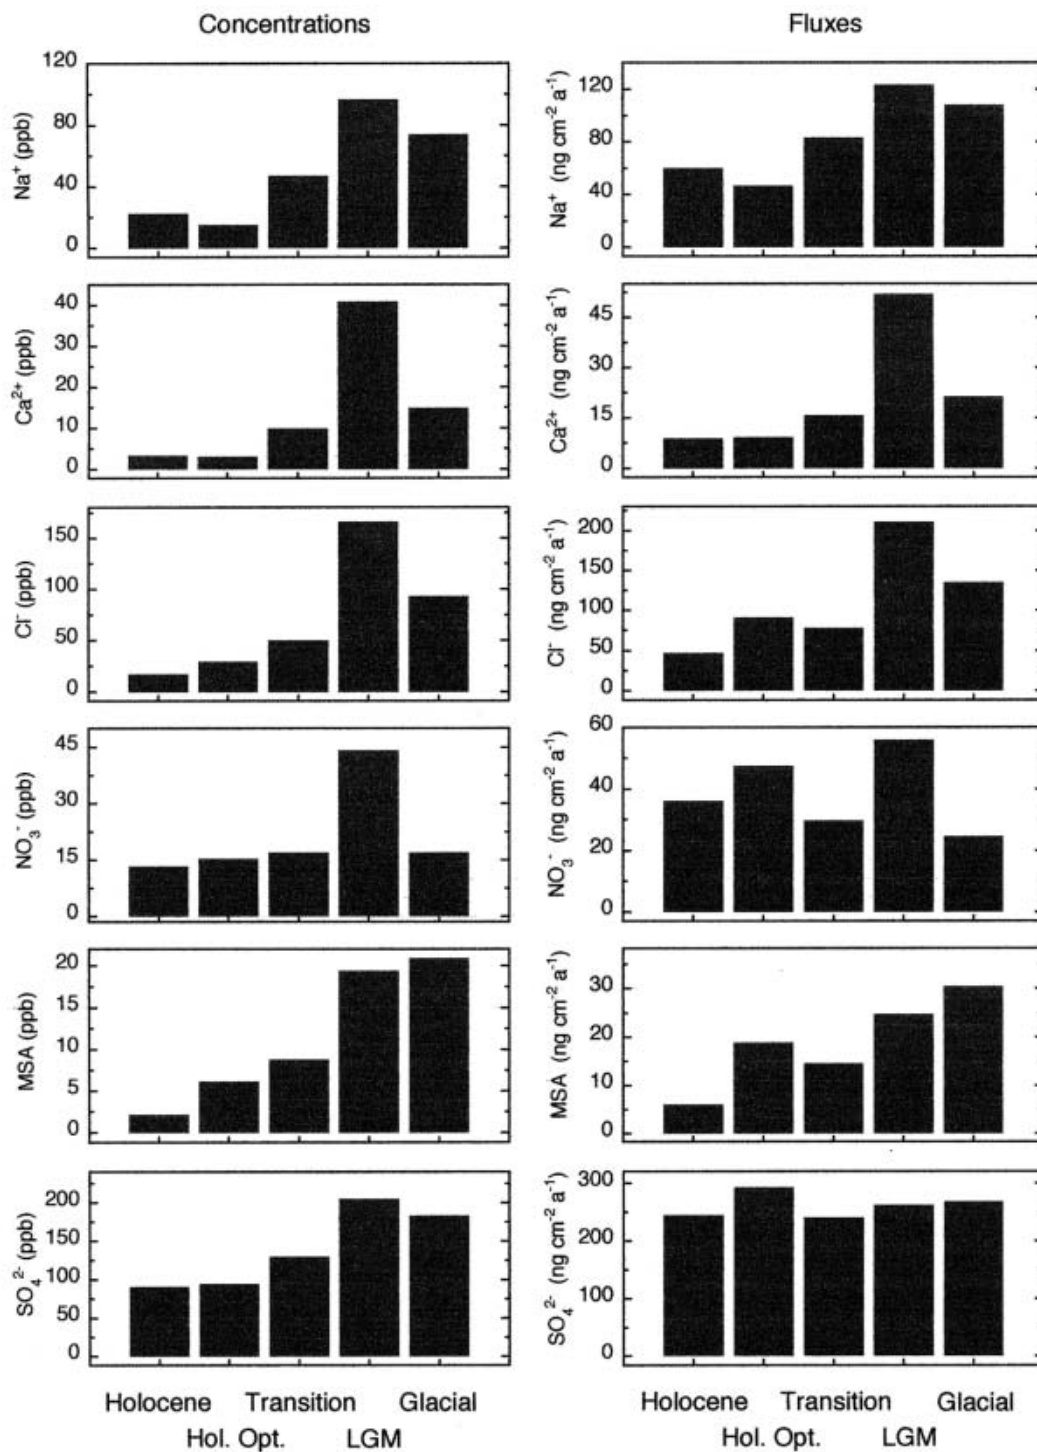 Concentrations
Fluxes
Na⁺ (ppb)
120
80
40
0
Na⁺ (ng cm⁻² a⁻¹)
120
80
40
0
Ca²⁺ (ppb)
40
30
20
10
0
Ca²⁺ (ng cm⁻² a⁻¹)
45
30
15
0
Cl⁻ (ppb)
150
100
50
0
Cl⁻ (ng cm⁻² a⁻¹)
200
150
100
50
0
NO₃⁻ (ppb)
45
30
15
0
NO₃⁻ (ng cm⁻² a⁻¹)
60
40
20
0
MSA (ppb)
20
15
10
5
0
MSA (ng cm⁻² a⁻¹)
30
20
10
0
SO₄²⁻ (ppb)
200
150
100
50
0
SO₄²⁻ (ng cm⁻² a⁻¹)
300
200
100
0
Holocene Transition Glacial
Hol. Opt. LGM
Holocene Transition Glacial
Hol. Opt. LGM